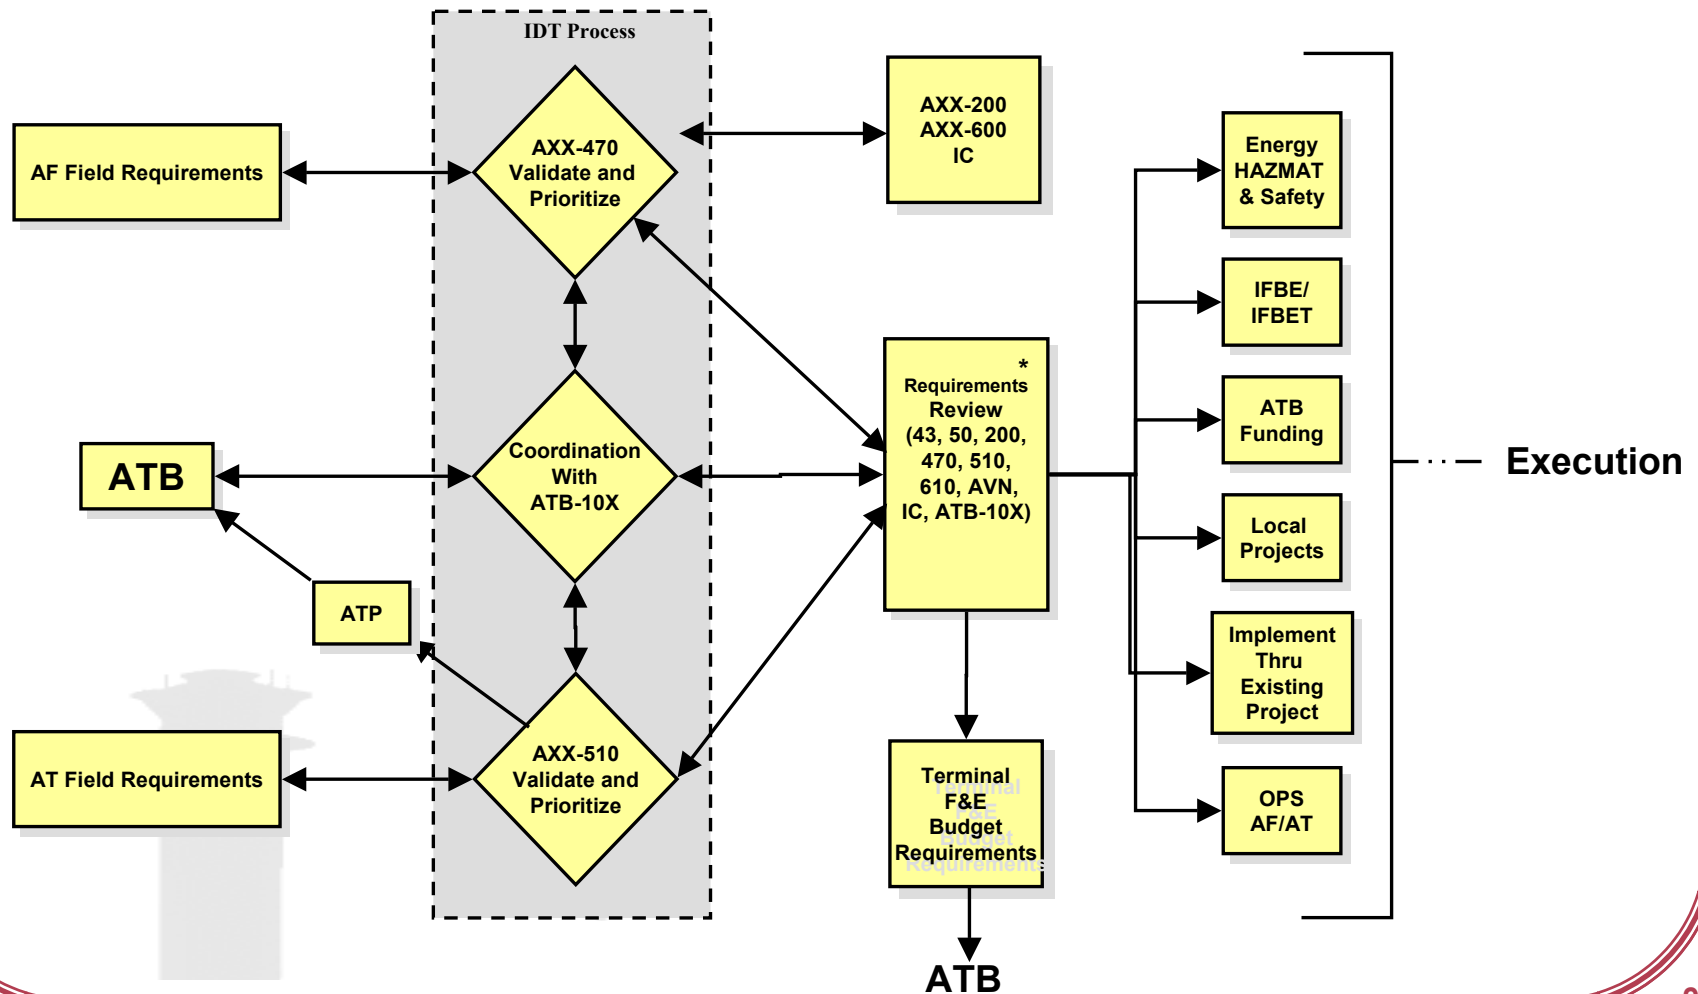 IDT Process
AXX-470
Validate and
Prioritize
AXX-200
AXX-600
IC
AF Field Requirements
Energy
HAZMAT
& Safety
IFBE/
IFBET
*
Requirements
Review
(43, 50, 200,
470, 510,
610, AVN,
IC, ATB-10X)
ATB
Funding
ATB
Coordination
With
ATB-10X
Execution
Local
Projects
ATP
Implement
Thru
Existing
Project
AT Field Requirements
AXX-510
Validate and
Prioritize
Terminal
F&E
Budget
Requirements
OPS
AF/AT
ATB